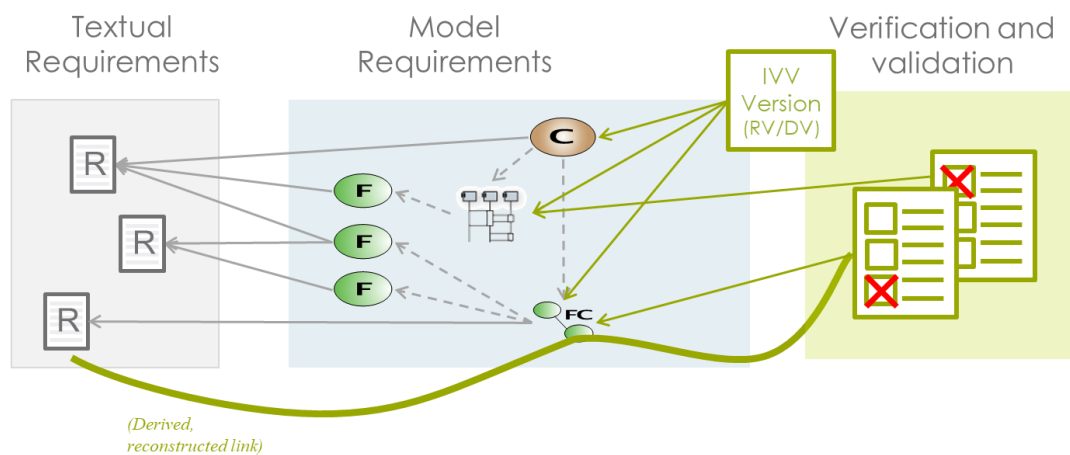 Textual
Requirements
Model
Requirements
Verification and
validation
IVV
Version
(RV/DV)
R
R
R
C
F
F
F
FC
(Derived,
reconstructed link)